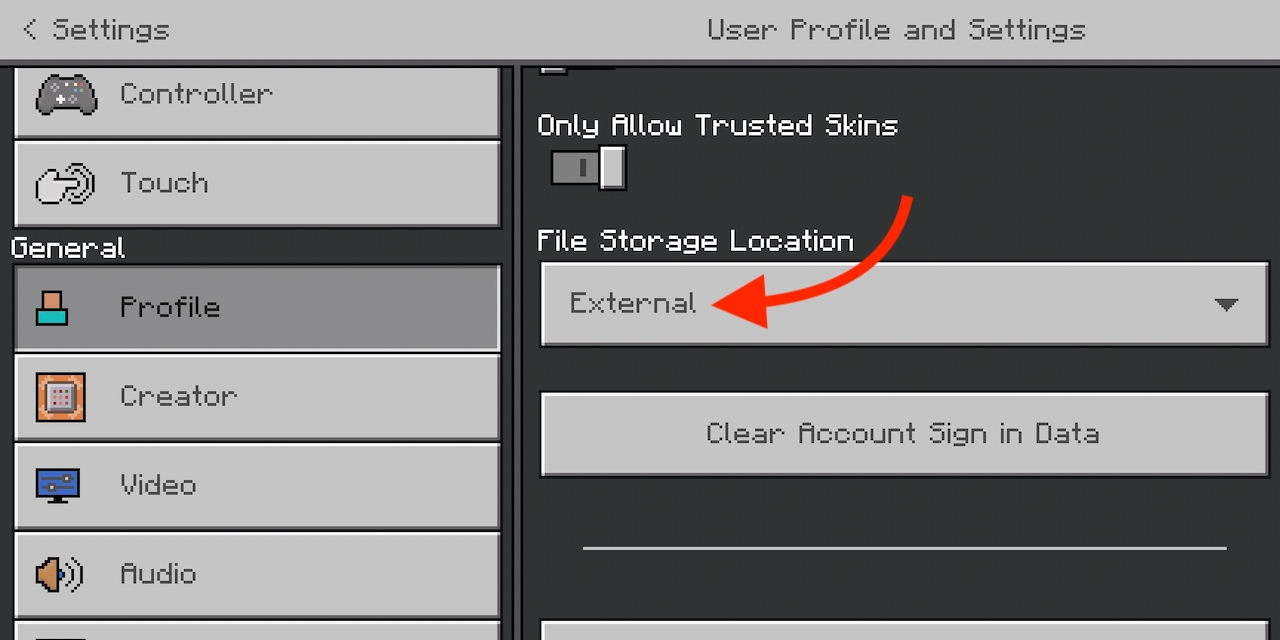 Settings
User Profile and Settings
Controller
Touch
General
Profile
Creator
Video
Audio
Only Allow Trusted Skins
File Storage Location
External
Clear Account Sign in Data